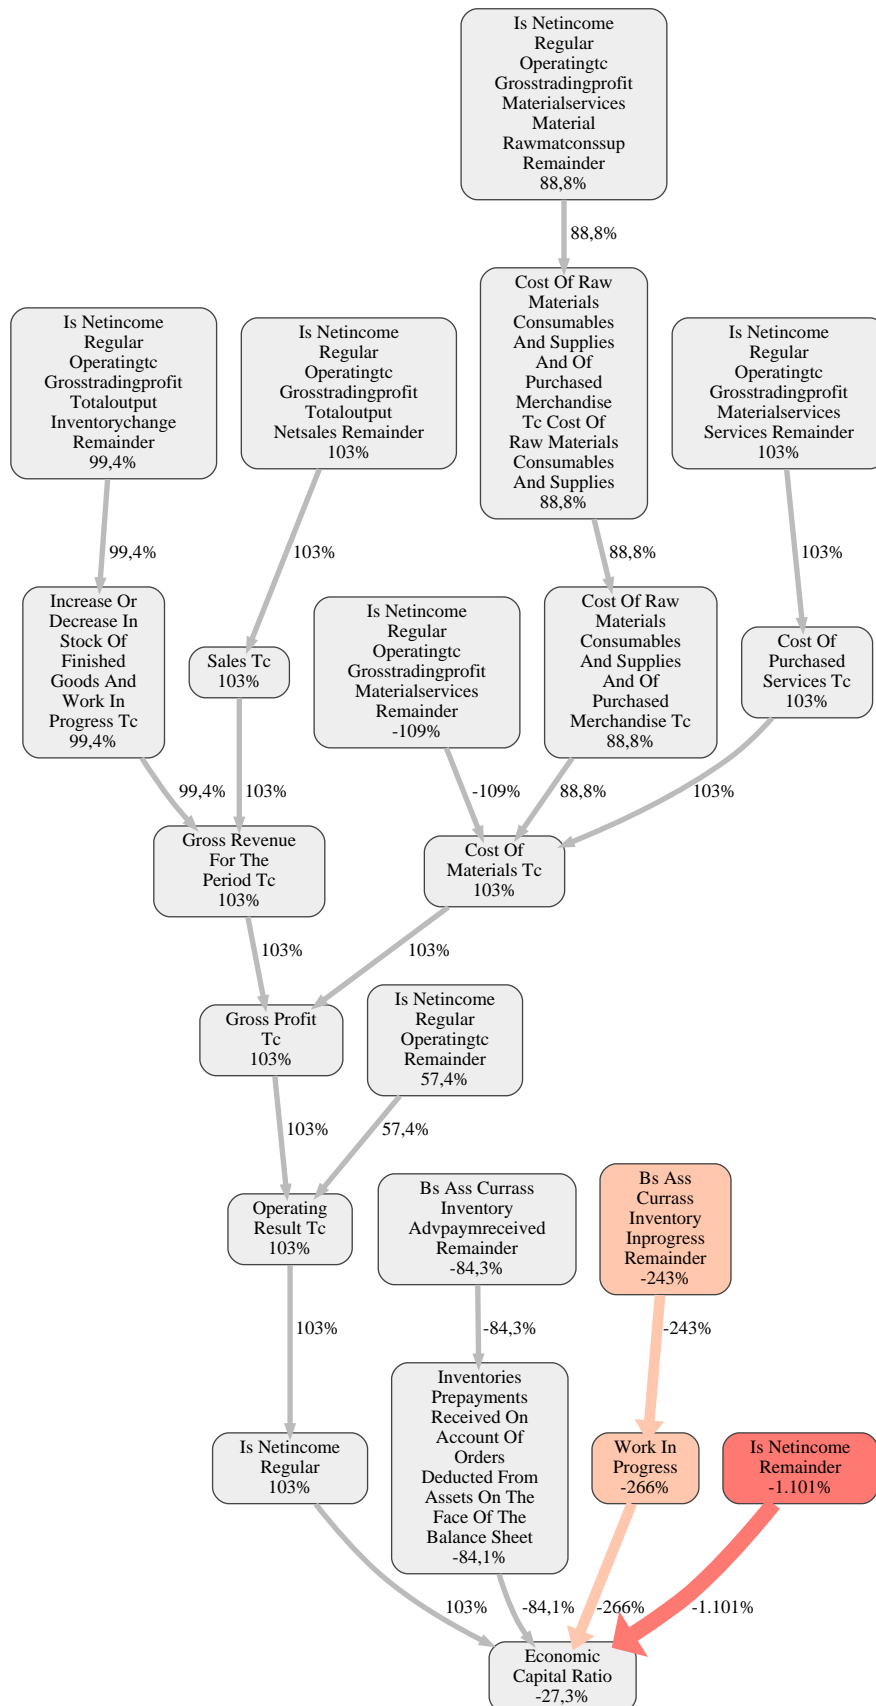 Is Netincome
Regular
Operatingtc
Grosstradingprofit
Materialservices
Material
Rawmatconssup
Remainder
88,8%
88,8%
Cost Of Raw
Materials
Consumables
And Supplies
And Of
Purchased
Merchandise
Tc Cost Of
Raw Materials
Consumables
And Supplies
88,8%
Is Netincome
Regular
Operatingtc
Grosstradingprofit
Totaloutput
Inventorychange
Remainder
99,4%
Is Netincome
Regular
Operatingtc
Grosstradingprofit
Totaloutput
Netsales Remainder
103%
Is Netincome
Regular
Operatingtc
Grosstradingprofit
Materialservices
Services Remainder
103%
99,4%
103%
88,8%
103%
Increase Or
Decrease In
Stock Of
Finished
Goods And
Work In
Progress Tc
99,4%
Sales Tc
103%
Is Netincome
Regular
Operatingtc
Grosstradingprofit
Materialservices
Remainder
-109%
Cost Of Raw
Materials
Consumables
And Supplies
And Of
Purchased
Merchandise Tc
88,8%
Cost Of
Purchased
Services Tc
103%
99,4%
103%
-109%
88,8%
103%
Gross Revenue
For The
Period Tc
103%
Cost Of
Materials Tc
103%
103%
103%
Gross Profit
Tc
103%
Is Netincome
Regular
Operatingtc
Remainder
57,4%
103%
57,4%
Operating
Result Tc
103%
Bs Ass Currass
Inventory
Advpaymreceived
Remainder
-84,3%
Bs Ass
Currass
Inventory
Inprogress
Remainder
-243%
103%
-84,3%
-243%
Is Netincome
Regular
103%
Inventories
Prepayments
Received On
Account Of
Orders
Deducted From
Assets On The
Face Of The
Balance Sheet
-84,1%
Work In
Progress
-266%
Is Netincome
Remainder
-1.101%
103%
-84,1%
-266%
-1.101%
Economic
Capital Ratio
-27,3%